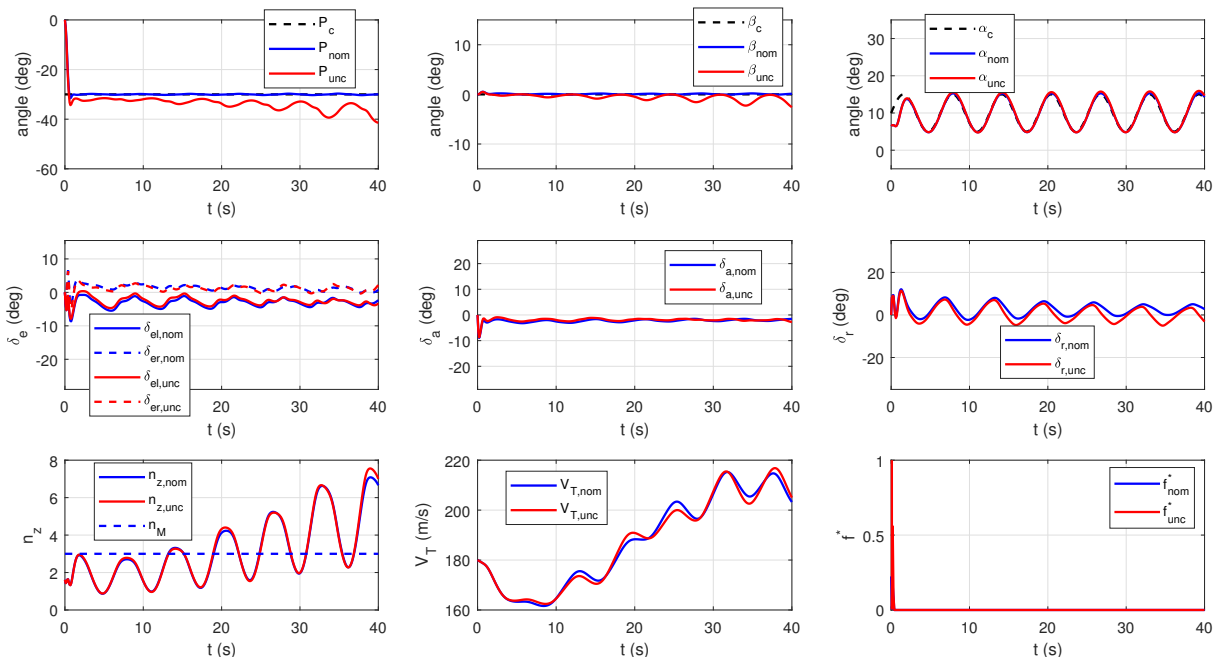 0
-20
-40
-60
angle (deg)
P_c
P_nom
P_unc
0 10 20 30 40
t (s)
10
0
-10
angle (deg)
β_c
β_nom
β_unc
0 10 20 30 40
t (s)
30
20
10
0
angle (deg)
α_c
α_nom
α_unc
0 10 20 30 40
t (s)
10
0
-10
-20
δ_e (deg)
δ_el,nom
δ_er,nom
δ_el,unc
δ_er,unc
0 10 20 30 40
t (s)
20
10
0
-10
-20
δ_a (deg)
δ_a,nom
δ_a,unc
0 10 20 30 40
t (s)
20
0
-20
δ_r (deg)
δ_r,nom
δ_r,unc
0 10 20 30 40
t (s)
8
6
4
2
0
n_z
n_z,nom
n_z,unc
n_M
0 10 20 30 40
t (s)
220
200
180
160
V_T (m/s)
V_T,nom
V_T,unc
0 10 20 30 40
t (s)
1
0.5
0
f^*
f^*_nom
f^*_unc
0 10 20 30 40
t (s)